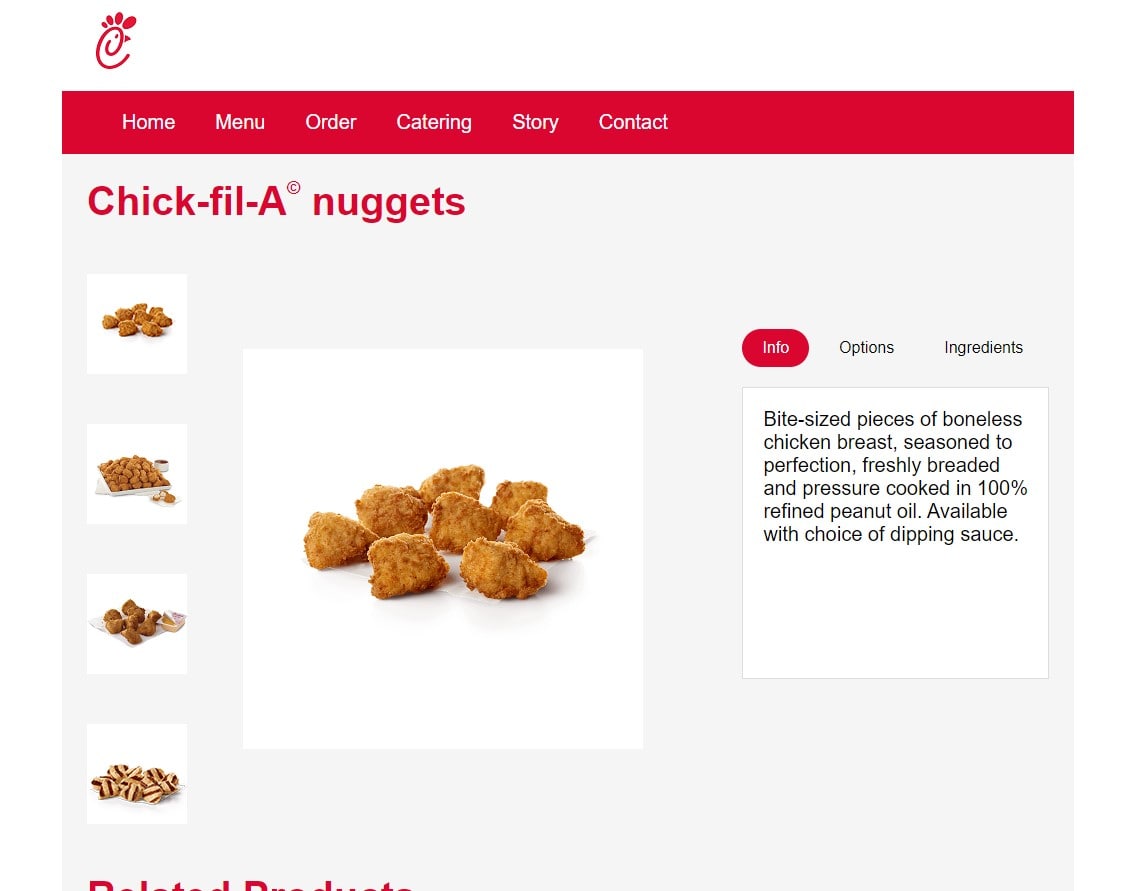 Home Menu Order Catering Story Contact
Chick-fil-A© nuggets
Info Options Ingredients
Bite-sized pieces of boneless
chicken breast, seasoned to
perfection, freshly breaded
and pressure cooked in 100%
refined peanut oil. Available
with choice of dipping sauce.
Related Products